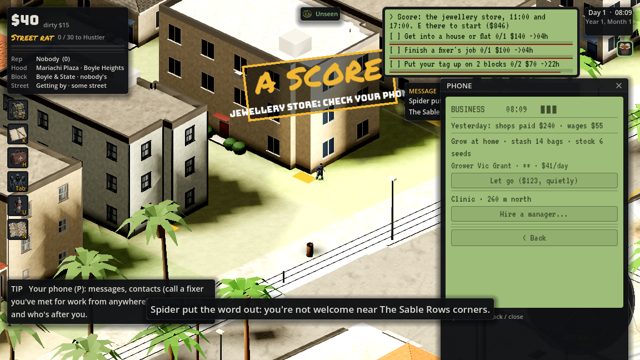 $40 dirty $15
STREET RAT 0 / 30 to Hustler
Rep Nobody (0)
Hood Mariachi Plaza · Boyle Heights
Block Boyle & State · nobody's
Street Getting by · some street
Unseen
> Score: the jewellery store, 11:00 and
17:00. E there to start ($846)
[ ] Get into a house or flat 0/1 $140
[ ] Finish a fixer's job 0/1 $100
[ ] Put your tag up on 2 blocks 0/2 $70
Day 1 · 08:09
Year 1, Month 1
A SCORE
JEWELLERY STORE: CHECK YOUR PHO
MESSAGE
Spider pu
The Sable
PHONE
BUSINESS 08:09
Yesterday: shops paid $240 · wages $55
Grow at home · stash 14 bags · stock 6
seeds
Grower Vic Grant · ** · $41/day
Let go ($123, quietly)
Clinic · 260 m north
Hire a manager...
< Back
H
Tab
U
TIP Your phone (P): messages, contacts (call a fixer
you've met for work from anywhere
and who's after you.
Spider put the word out: you're not welcome near The Sable Rows corners.
ck / close